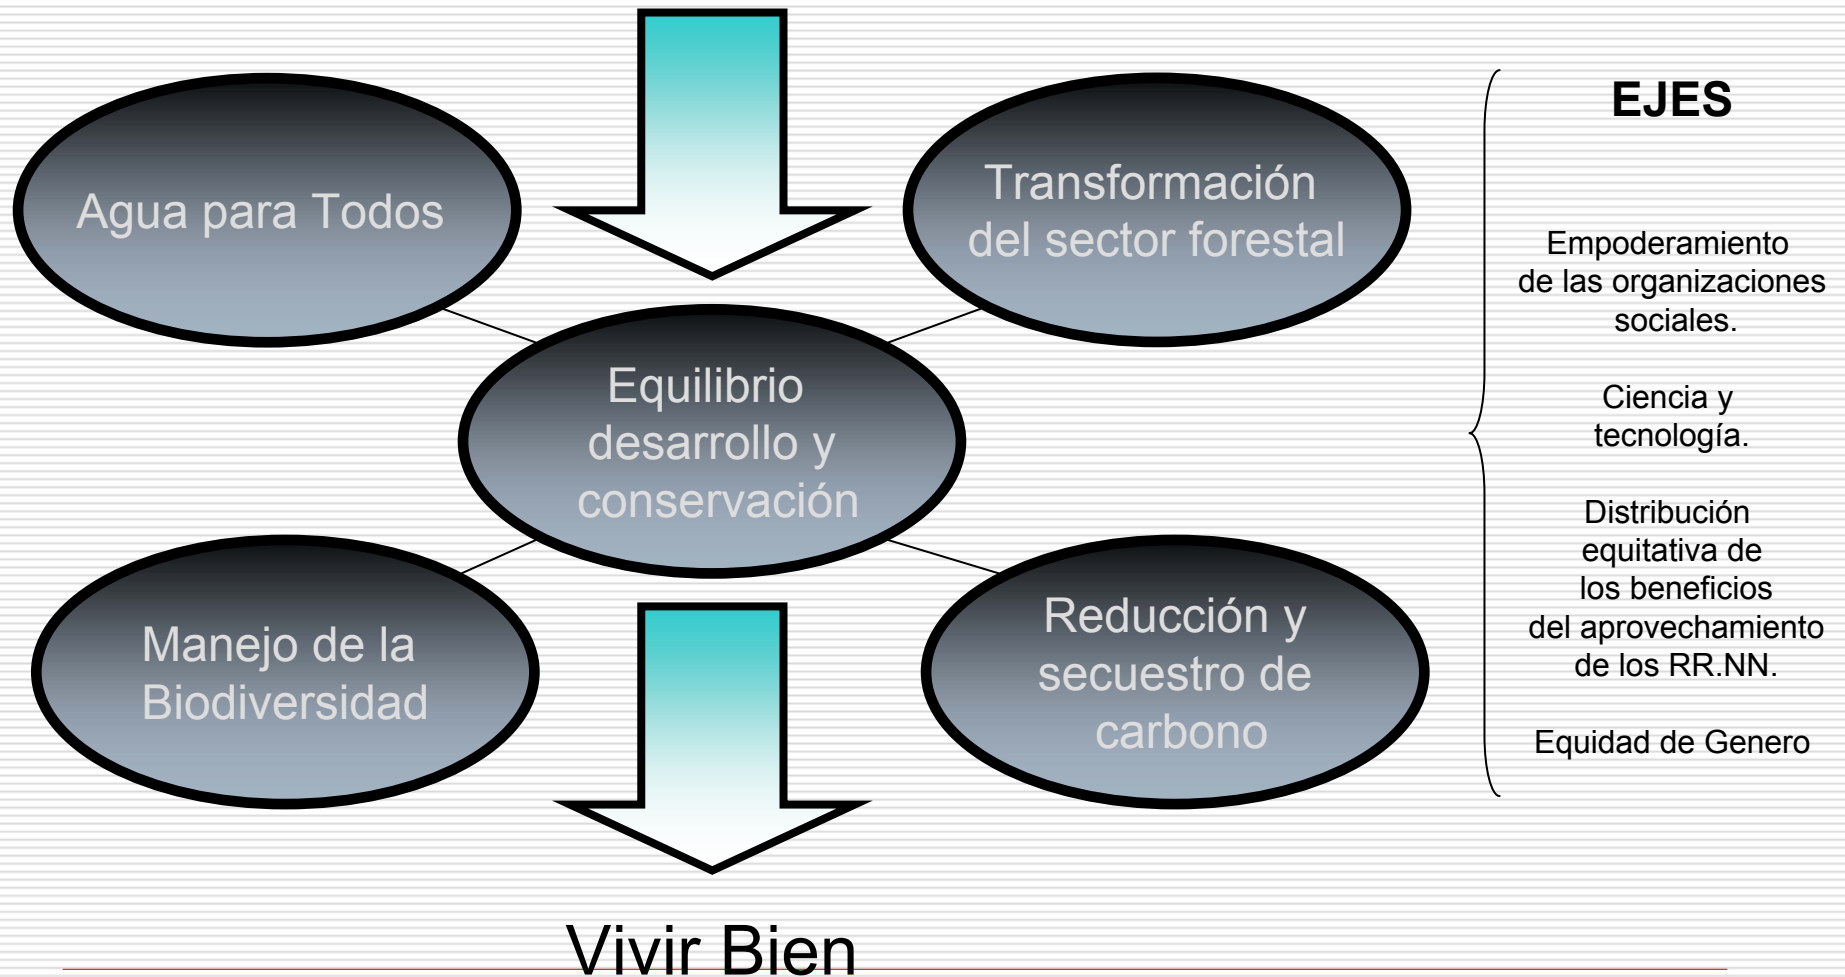 Agua para Todos
Transformación
del sector forestal
Equilibrio
desarrollo y
conservación
Manejo de la
Biodiversidad
Reducción y
secuestro de
carbono
Vivir Bien
EJES
Empoderamiento
de las organizaciones
sociales.
Ciencia y
tecnología.
Distribución
equitativa de
los beneficios
del aprovechamiento
de los RR.NN.
Equidad de Genero